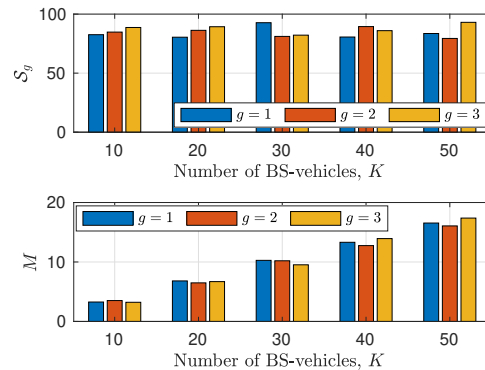 100
50
0
S_g
g = 1 g = 2 g = 3
10 20 30 40 50
Number of BS-vehicles, K
20
10
0
M
g = 1 g = 2 g = 3
10 20 30 40 50
Number of BS-vehicles, K